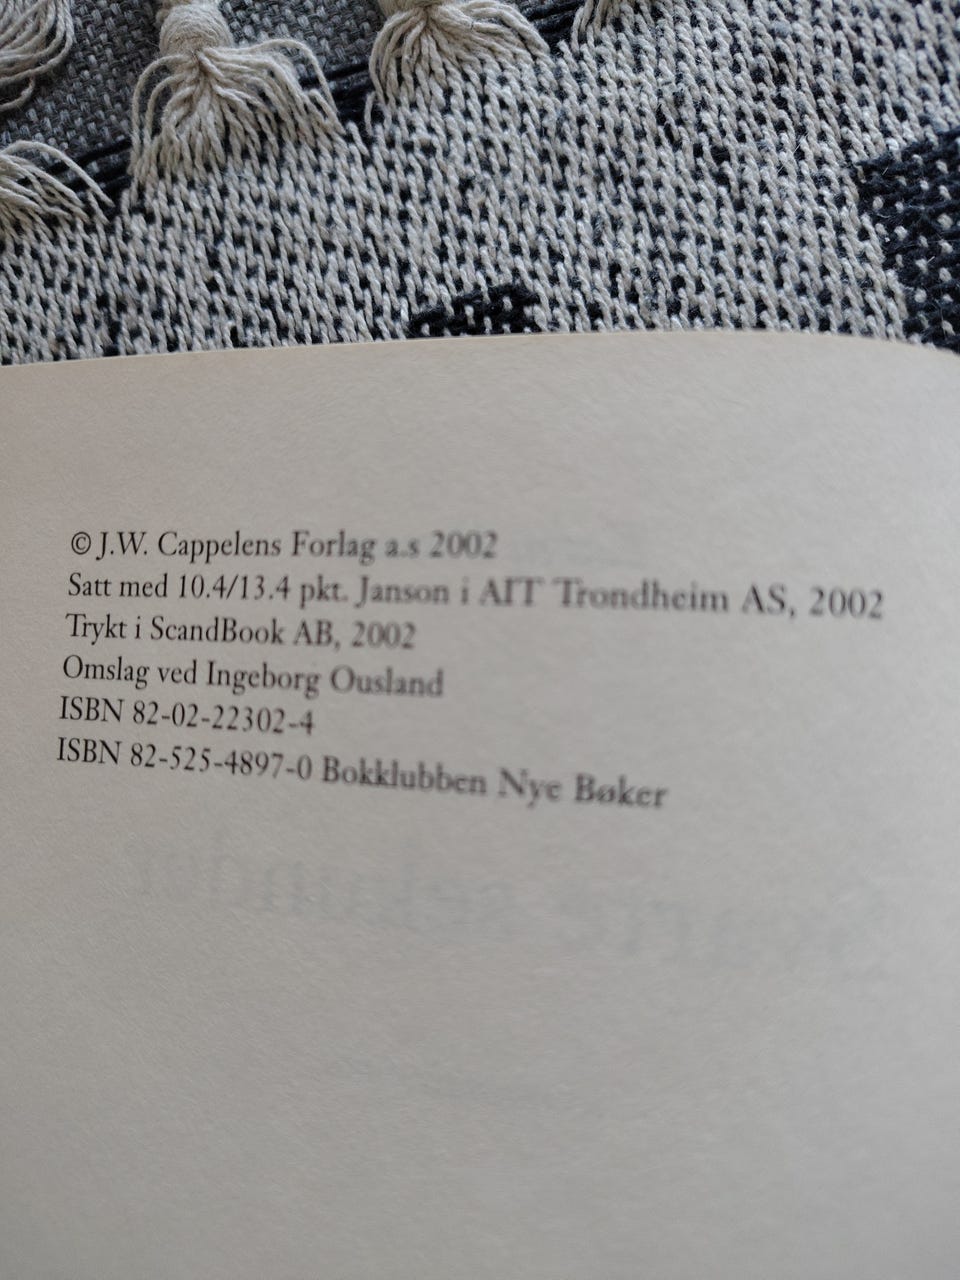 © J.W. Cappelens Forlag a.s 2002
Satt med 10.4/13.4 pkt. Janson i AIT Trondheim AS, 2002
Trykt i ScandBook AB, 2002
Omslag ved Ingeborg Ousland
ISBN 82-02-22302-4
ISBN 82-525-4897-0 Bokklubben Nye Bøker